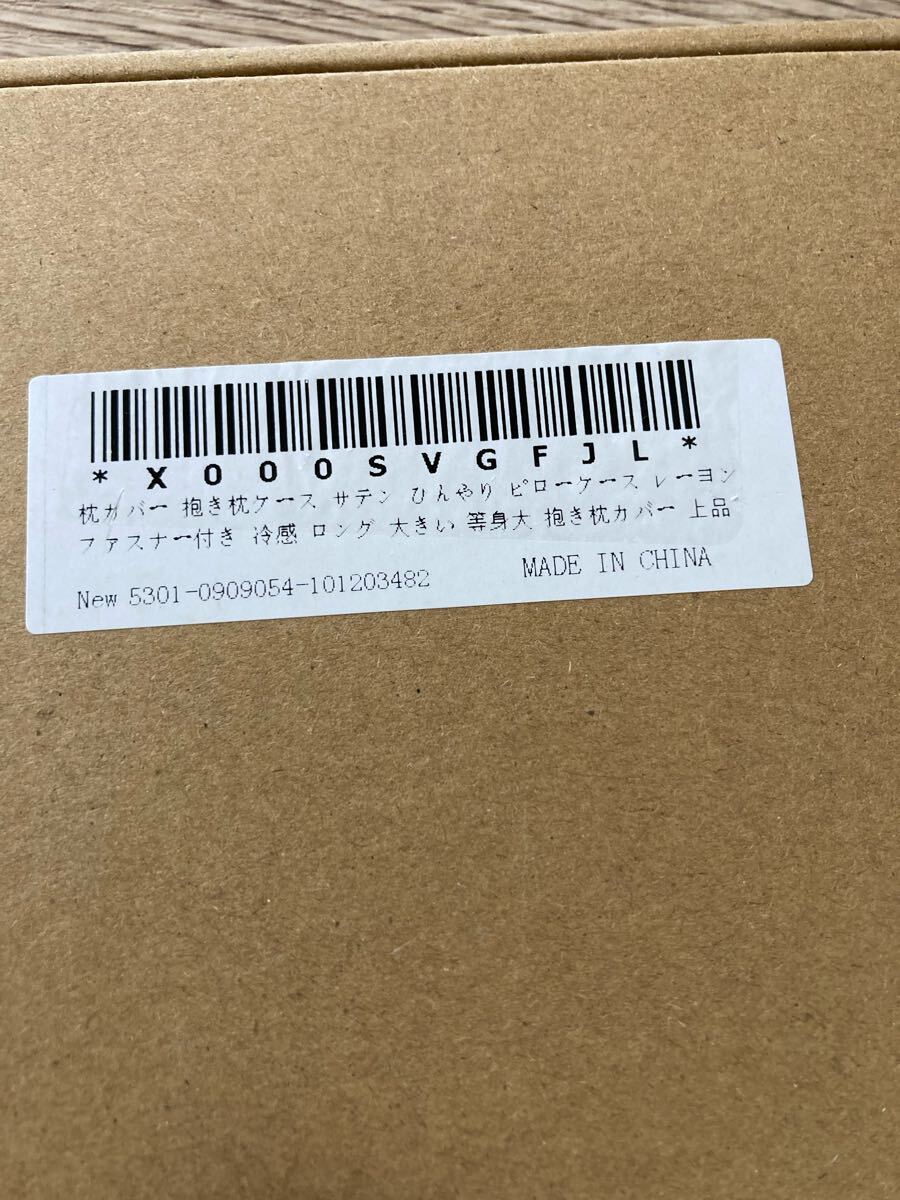 *X000SVGFJL*
枕カバー 抱き枕ケース サテン ひんやり ピローケース レーヨン
ファスナー付き 冷感 ロング 大きい 等身大 抱き枕カバー 上品
New 5301-0909054-101203482 MADE IN CHINA